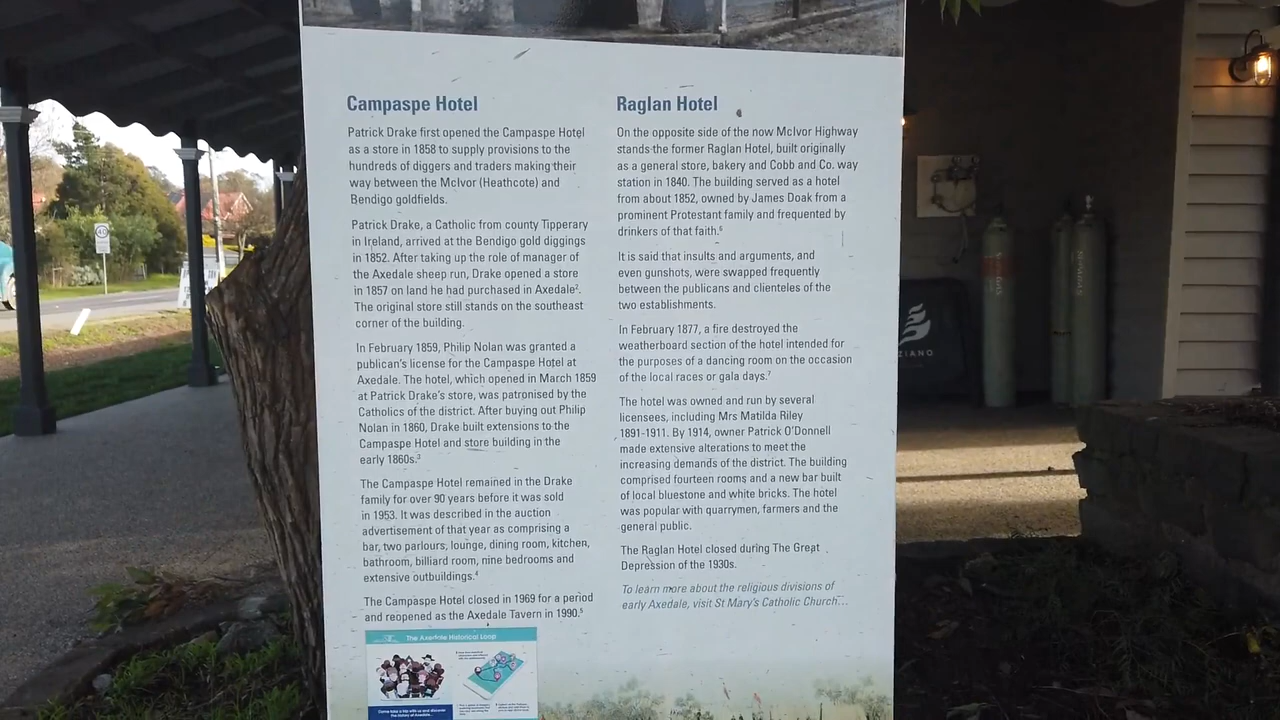 Campaspe Hotel
Patrick Drake first opened the Campaspe Hotel
as a store in 1858 to supply provisions to the
hundreds of diggers and traders making their
way between the McIvor (Heathcote) and
Bendigo goldfields.
Patrick Drake, a Catholic from county Tipperary
in Ireland, arrived at the Bendigo gold diggings
in 1852. After taking up the role of manager of
the Axedale sheep run, Drake opened a store
in 1857 on land he had purchased in Axedale².
The original store still stands on the southeast
corner of the building.
In February 1859, Philip Nolan was granted a
publican's license for the Campaspe Hotel at
Axedale. The hotel, which opened in March 1859
at Patrick Drake's store, was patronised by the
Catholics of the district. After buying out Philip
Nolan in 1860, Drake built extensions to the
Campaspe Hotel and store building in the
early 1860s.³
The Campaspe Hotel remained in the Drake
family for over 90 years before it was sold
in 1953. It was described in the auction
advertisement of that year as comprising a
bar, two parlours, lounge, dining room, kitchen,
bathroom, billiard room, nine bedrooms and
extensive outbuildings.⁴
The Campaspe Hotel closed in 1969 for a period
and reopened as the Axedale Tavern in 1990.⁵
The Axedale Historical Loop
Come take a trip with us and discover
the history of Axedale...
Raglan Hotel
On the opposite side of the now McIvor Highway
stands the former Raglan Hotel, built originally
as a general store, bakery and Cobb and Co. way
station in 1840. The building served as a hotel
from about 1852, owned by James Doak from a
prominent Protestant family and frequented by
drinkers of that faith.⁶
It is said that insults and arguments, and
even gunshots, were swapped frequently
between the publicans and clienteles of the
two establishments.
In February 1877, a fire destroyed the
weatherboard section of the hotel intended for
the purposes of a dancing room on the occasion
of the local races or gala days.⁷
The hotel was owned and run by several
licensees, including Mrs Matilda Riley
1891-1911. By 1914, owner Patrick O'Donnell
made extensive alterations to meet the
increasing demands of the district. The building
comprised fourteen rooms and a new bar built
of local bluestone and white bricks. The hotel
was popular with quarrymen, farmers and the
general public.
The Raglan Hotel closed during The Great
Depression of the 1930s.
To learn more about the religious divisions of
early Axedale, visit St Mary's Catholic Church...
40
ZIANO